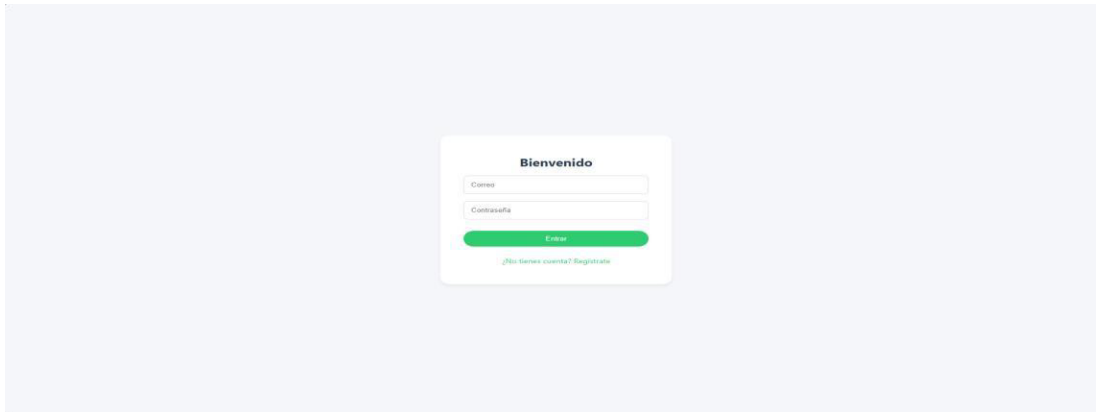 Bienvenido
Correo
Contraseña
Entrar
¿No tienes cuenta? Regístrate